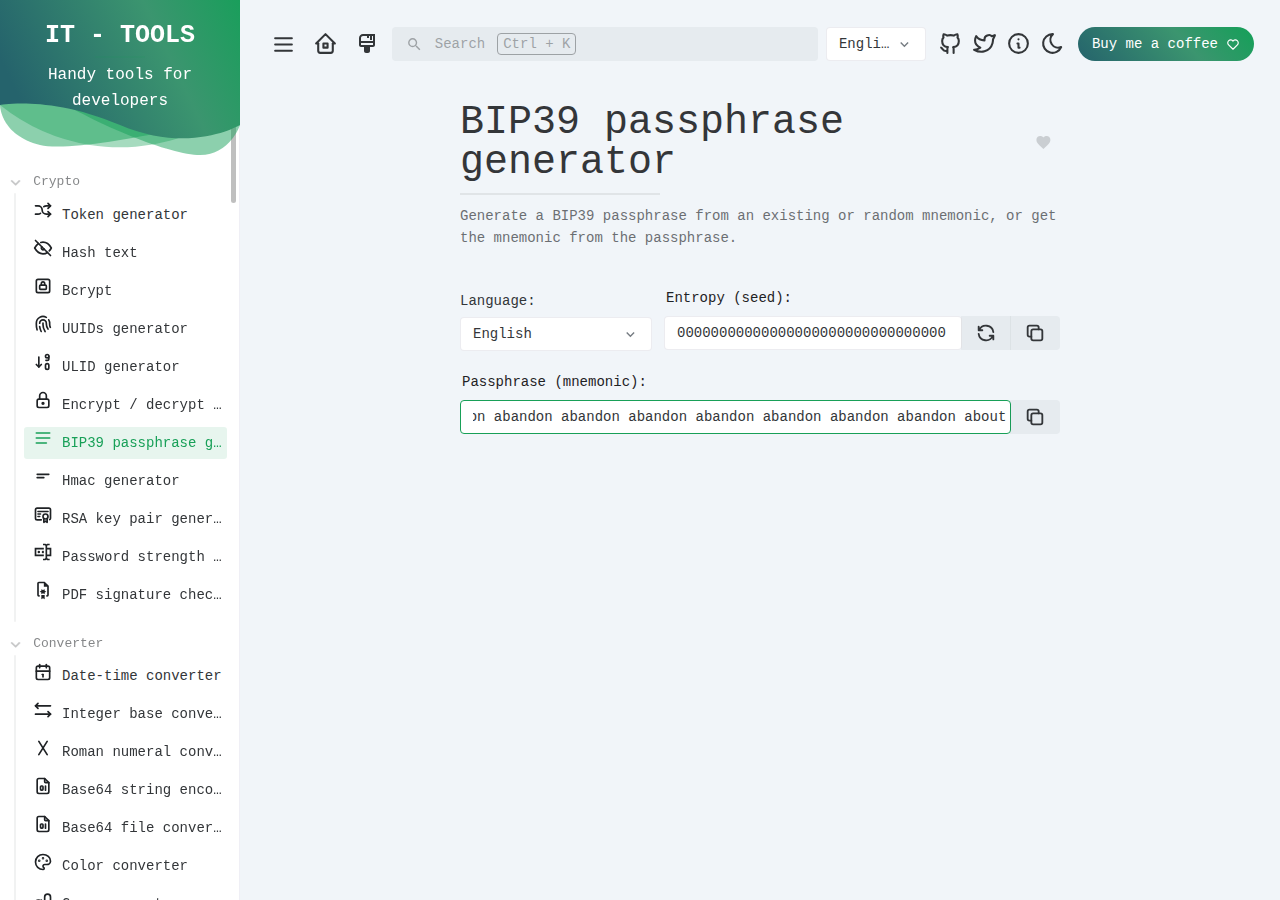 IT - TOOLS
Handy tools for
developers
Crypto
Token generator
Hash text
Bcrypt
UUIDs generator
ULID generator
Encrypt / decrypt …
BIP39 passphrase g…
Hmac generator
RSA key pair gener…
Password strength …
PDF signature chec…
Converter
Date-time converter
Integer base conve…
Roman numeral conv…
Base64 string enco…
Base64 file conver…
Color converter
Search Ctrl + K
Engli…
Buy me a coffee
BIP39 passphrase
generator
Generate a BIP39 passphrase from an existing or random mnemonic, or get
the mnemonic from the passphrase.
Language:
Entropy (seed):
English
00000000000000000000000000000000
Passphrase (mnemonic):
abandon abandon abandon abandon abandon abandon abandon about